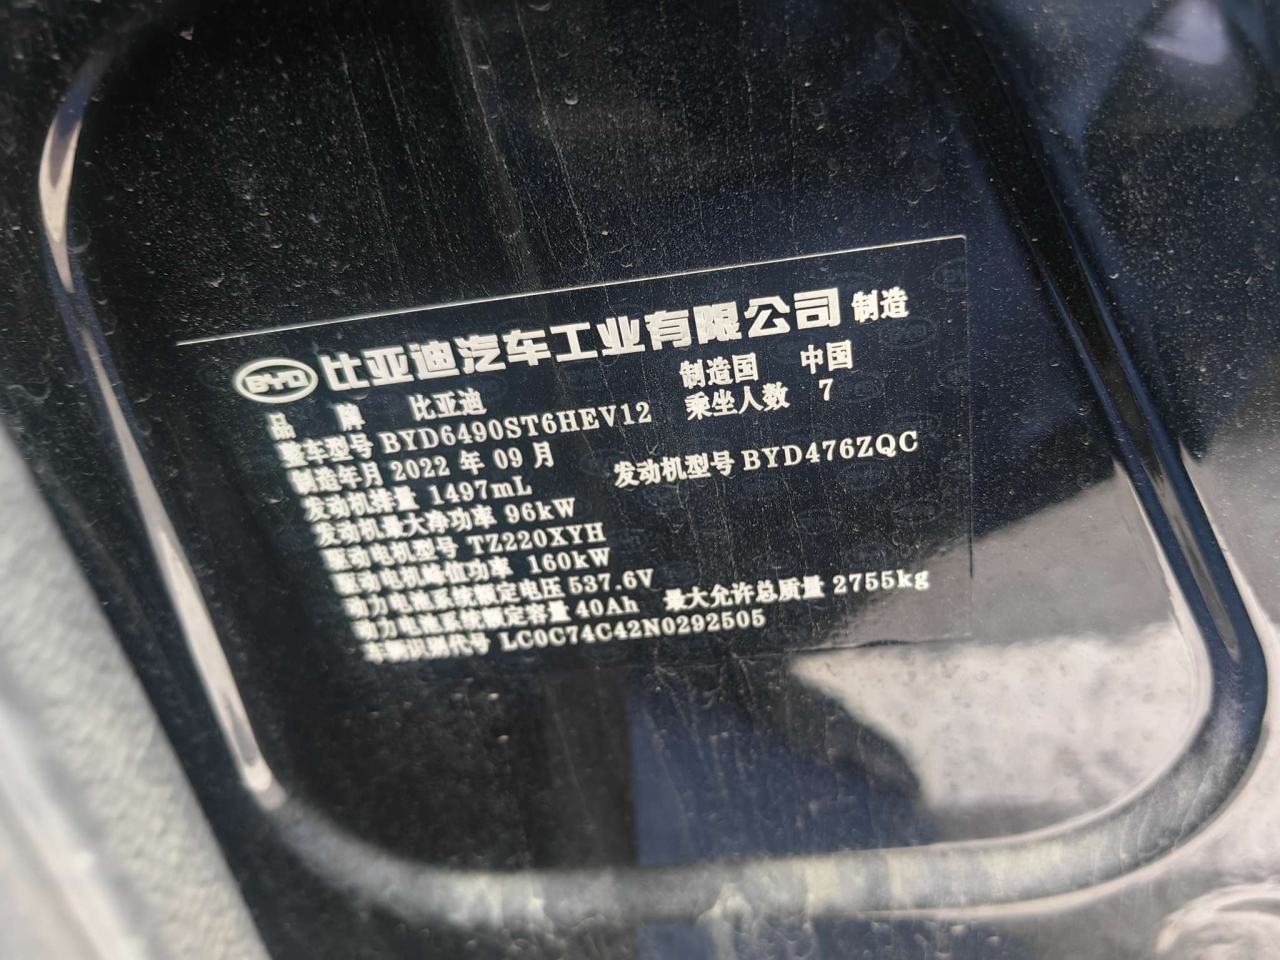 BYD 比亚迪汽车工业有限公司 制造
品牌 比亚迪 制造国 中国
整车型号 BYD6490ST6HEV12 乘坐人数 7
制造年月 2022 年 09 月 发动机型号 BYD476ZQC
发动机排量 1497mL
发动机最大净功率 96kW
驱动电机型号 TZ220XYH
驱动电机峰值功率 160kW
动力电池系统额定电压 537.6V
动力电池系统额定容量 40Ah 最大允许总质量 2755kg
车辆识别代号 LC0C74C42N0292505